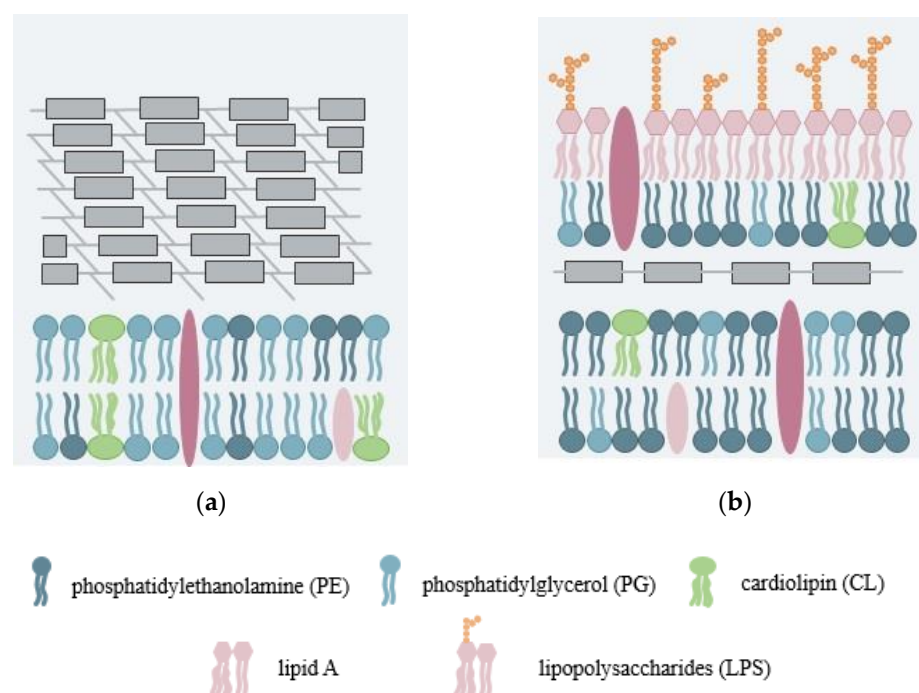 (a) (b)
phosphatidylethanolamine (PE) phosphatidylglycerol (PG) cardiolipin (CL)
lipid A lipopolysaccharides (LPS)